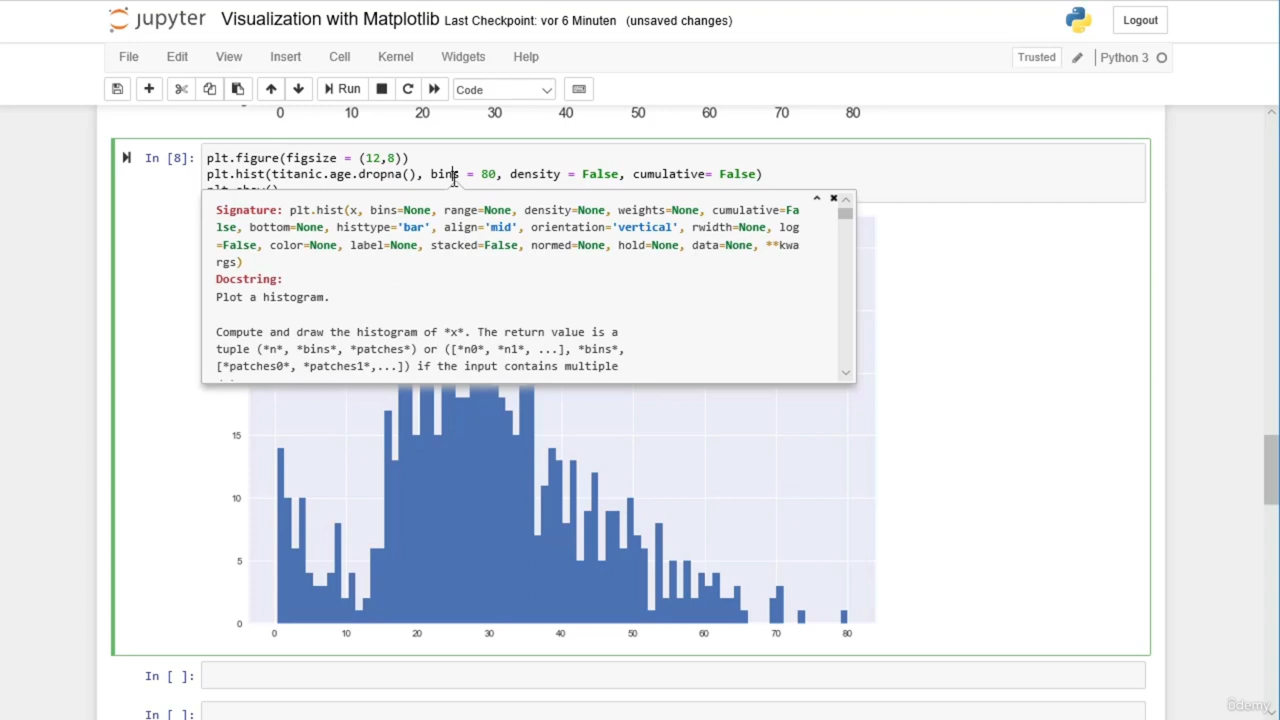 jupyter Visualization with Matplotlib Last Checkpoint: vor 6 Minuten (unsaved changes) Logout
File Edit View Insert Cell Kernel Widgets Help Trusted Python 3
Run Code
0 10 20 30 40 50 60 70 80
In [8]: plt.figure(figsize = (12,8))
plt.hist(titanic.age.dropna(), bins = 80, density = False, cumulative= False)
plt.show()
Signature: plt.hist(x, bins=None, range=None, density=None, weights=None, cumulative=Fa
lse, bottom=None, histtype='bar', align='mid', orientation='vertical', rwidth=None, log
=False, color=None, label=None, stacked=False, normed=None, hold=None, data=None, **kwa
rgs)
Docstring:
Plot a histogram.
Compute and draw the histogram of *x*. The return value is a
tuple (*n*, *bins*, *patches*) or ([*n0*, *n1*, ...], *bins*,
[*patches0*, *patches1*,...]) if the input contains multiple
15
10
5
0
0 10 20 30 40 50 60 70 80
In [ ]:
In [ ]:
ûdemy